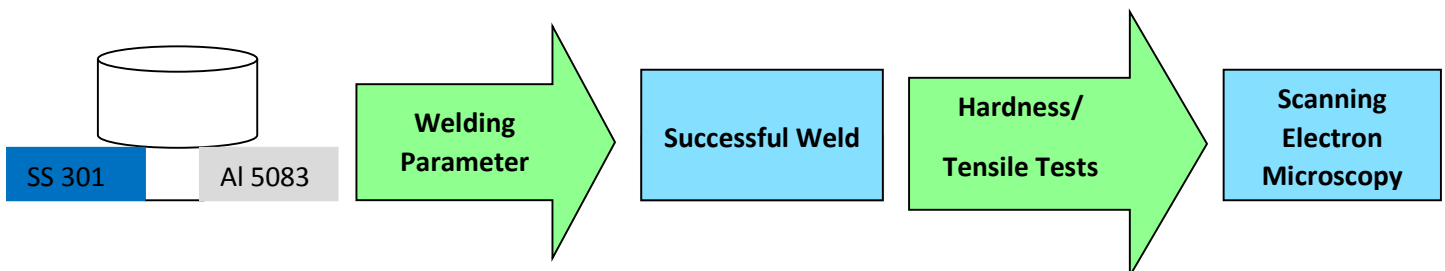 SS 301
Al 5083
Welding
Parameter
Successful Weld
Hardness/
Tensile Tests
Scanning
Electron
Microscopy